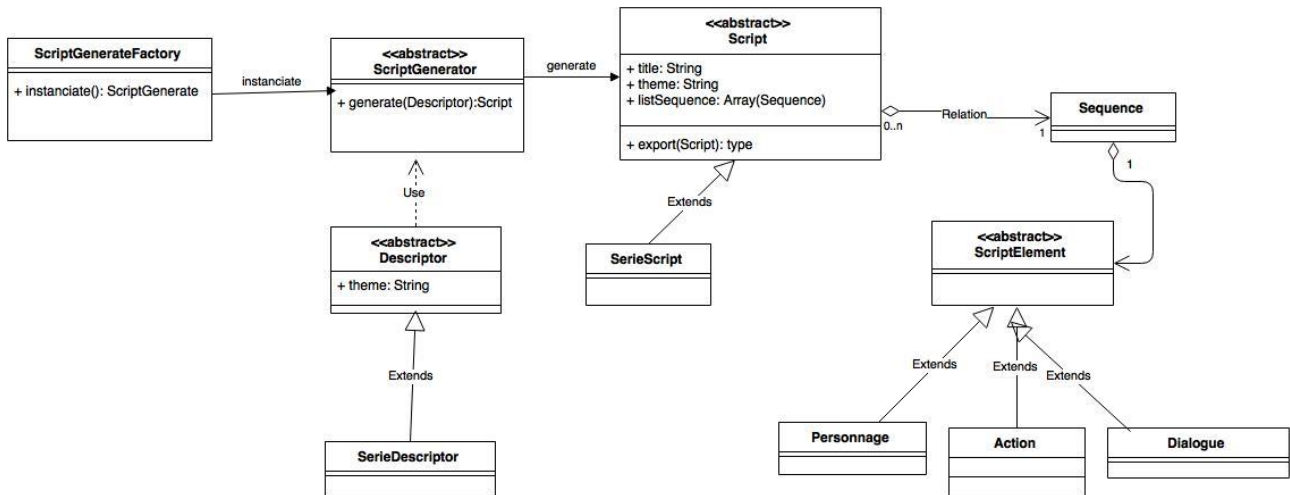 ScriptGenerateFactory
+ instanciate(): ScriptGenerate
instanciate
<<abstract>>
ScriptGenerator
+ generate(Descriptor):Script
generate
<<abstract>>
Script
+ title: String
+ theme: String
+ listSequence: Array(Sequence)
+ export(Script): type
0..n
Relation
1
Sequence
1
Use
<<abstract>>
Descriptor
+ theme: String
Extends
SerieDescriptor
Extends
SerieScript
<<abstract>>
ScriptElement
Extends
Extends
Extends
Personnage
Action
Dialogue